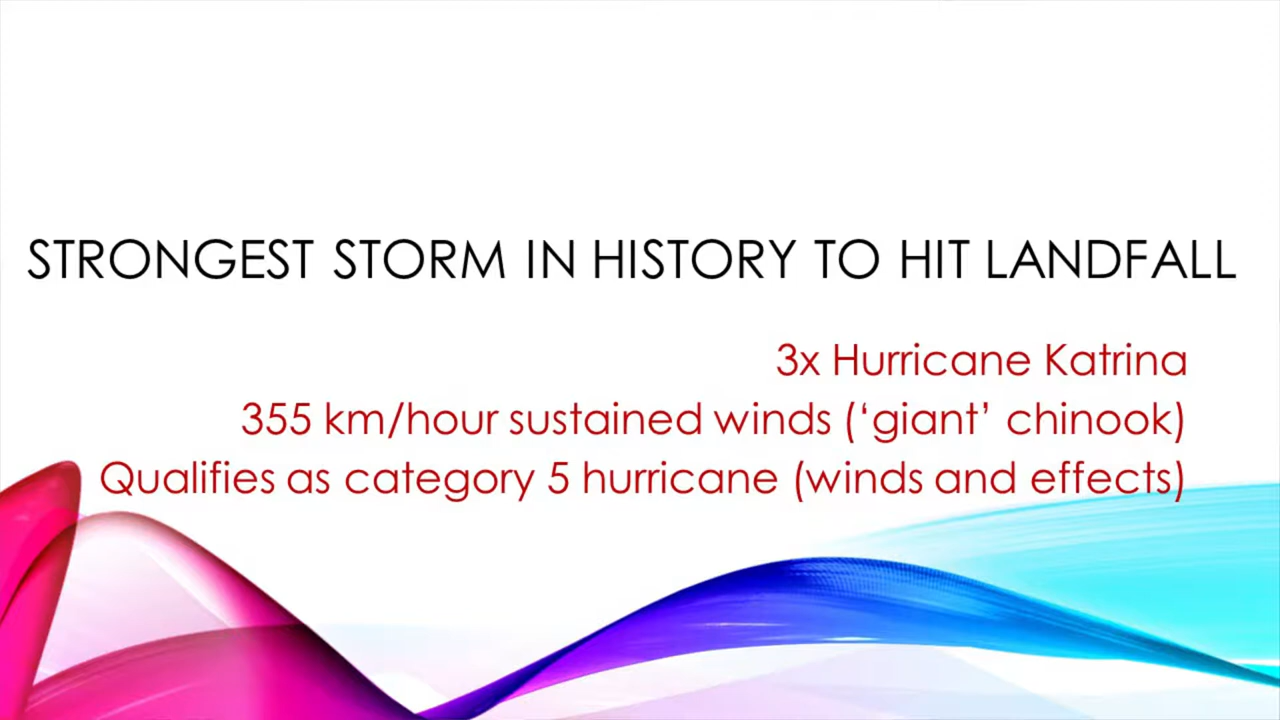 STRONGEST STORM IN HISTORY TO HIT LANDFALL
3x Hurricane Katrina
355 km/hour sustained winds (‘giant’ chinook)
Qualifies as category 5 hurricane (winds and effects)